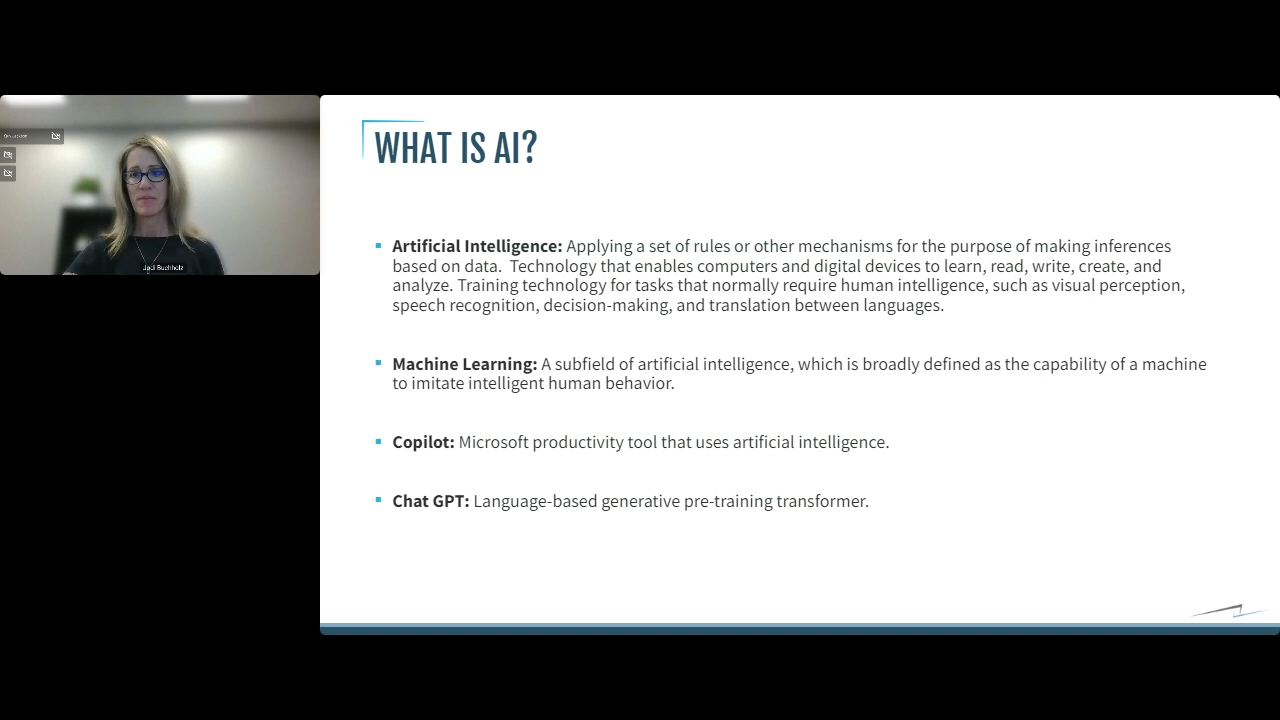 Jodi Buchholz
WHAT IS AI?
Artificial Intelligence: Applying a set of rules or other mechanisms for the purpose of making inferences
based on data. Technology that enables computers and digital devices to learn, read, write, create, and
analyze. Training technology for tasks that normally require human intelligence, such as visual perception,
speech recognition, decision-making, and translation between languages.
Machine Learning: A subfield of artificial intelligence, which is broadly defined as the capability of a machine
to imitate intelligent human behavior.
Copilot: Microsoft productivity tool that uses artificial intelligence.
Chat GPT: Language-based generative pre-training transformer.